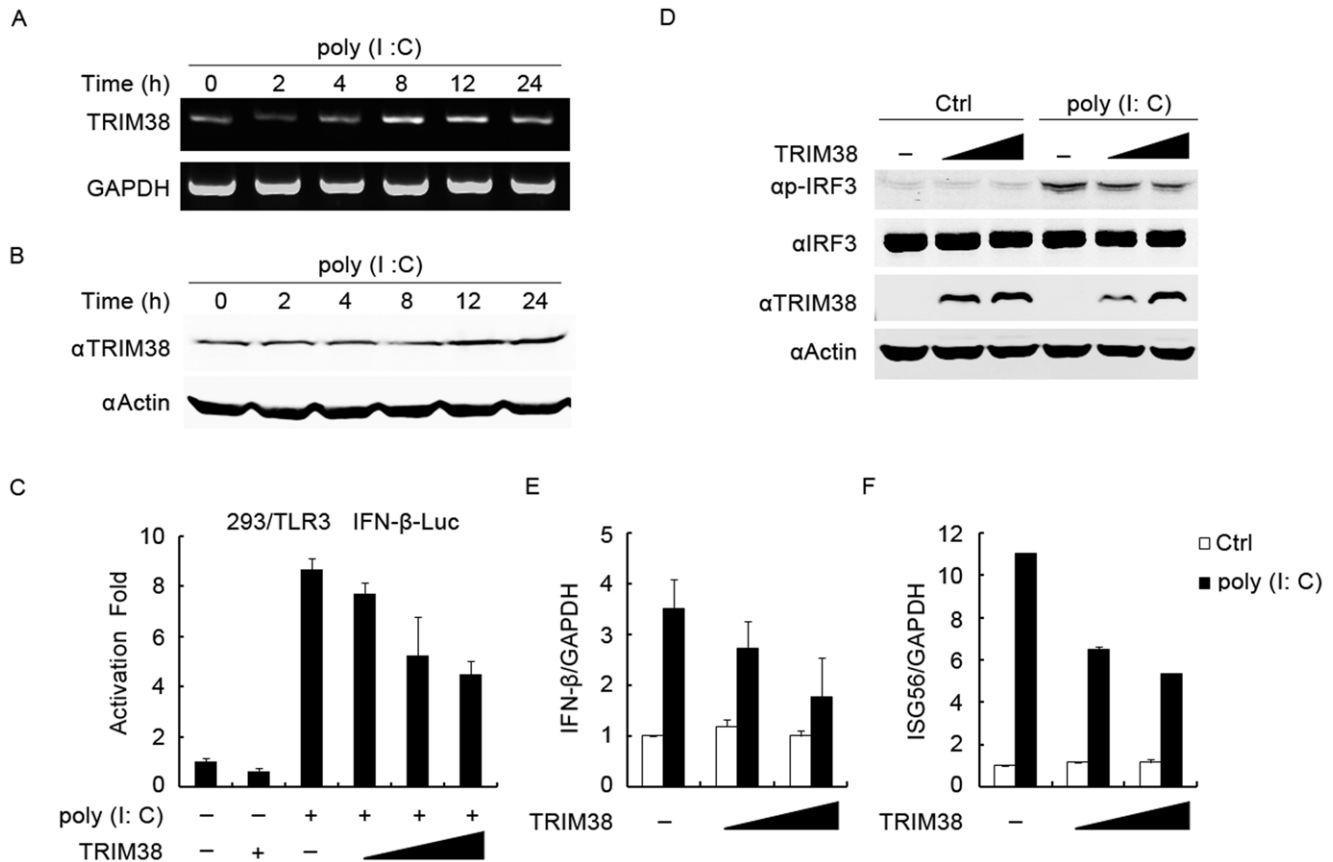 A
poly (I :C)
Time (h) 0 2 4 8 12 24
TRIM38
GAPDH
B
poly (I :C)
Time (h) 0 2 4 8 12 24
αTRIM38
αActin
C
293/TLR3 IFN-β-Luc
Activation Fold
10
8
6
4
2
0
poly (I: C) – – + + + +
TRIM38 – + –
D
Ctrl poly (I: C)
TRIM38 – –
αp-IRF3
αIRF3
αTRIM38
αActin
E
IFN-β/GAPDH
5
4
3
2
1
0
TRIM38 –
F
ISG56/GAPDH
12
10
8
6
4
2
0
TRIM38 –
Ctrl
poly (I: C)